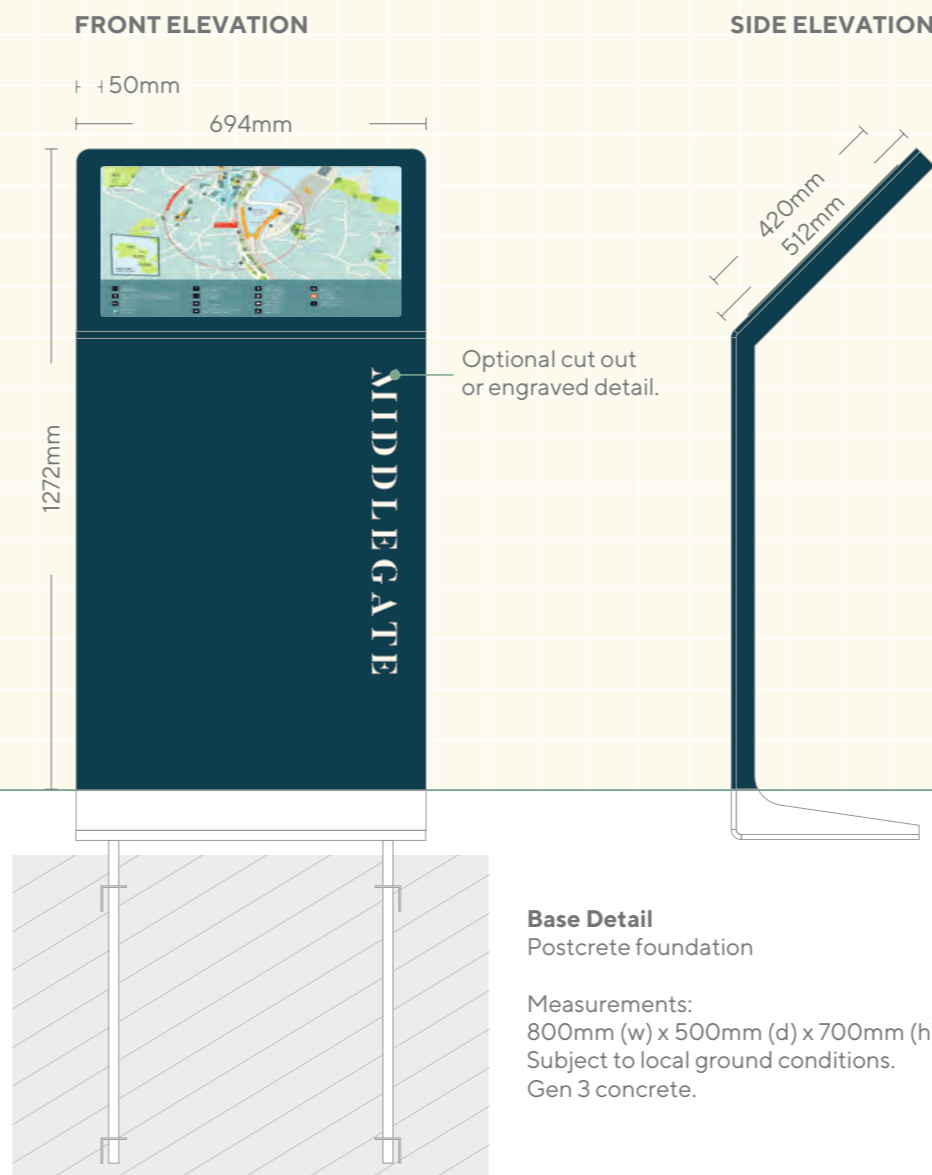 FRONT ELEVATION
SIDE ELEVATION
50mm
694mm
420mm
512mm
1272mm
Optional cut out
or engraved detail.
MIDDLEGATE
Base Detail
Postcrete foundation
Measurements:
800mm (w) x 500mm (d) x 700mm (h
Subject to local ground conditions.
Gen 3 concrete.